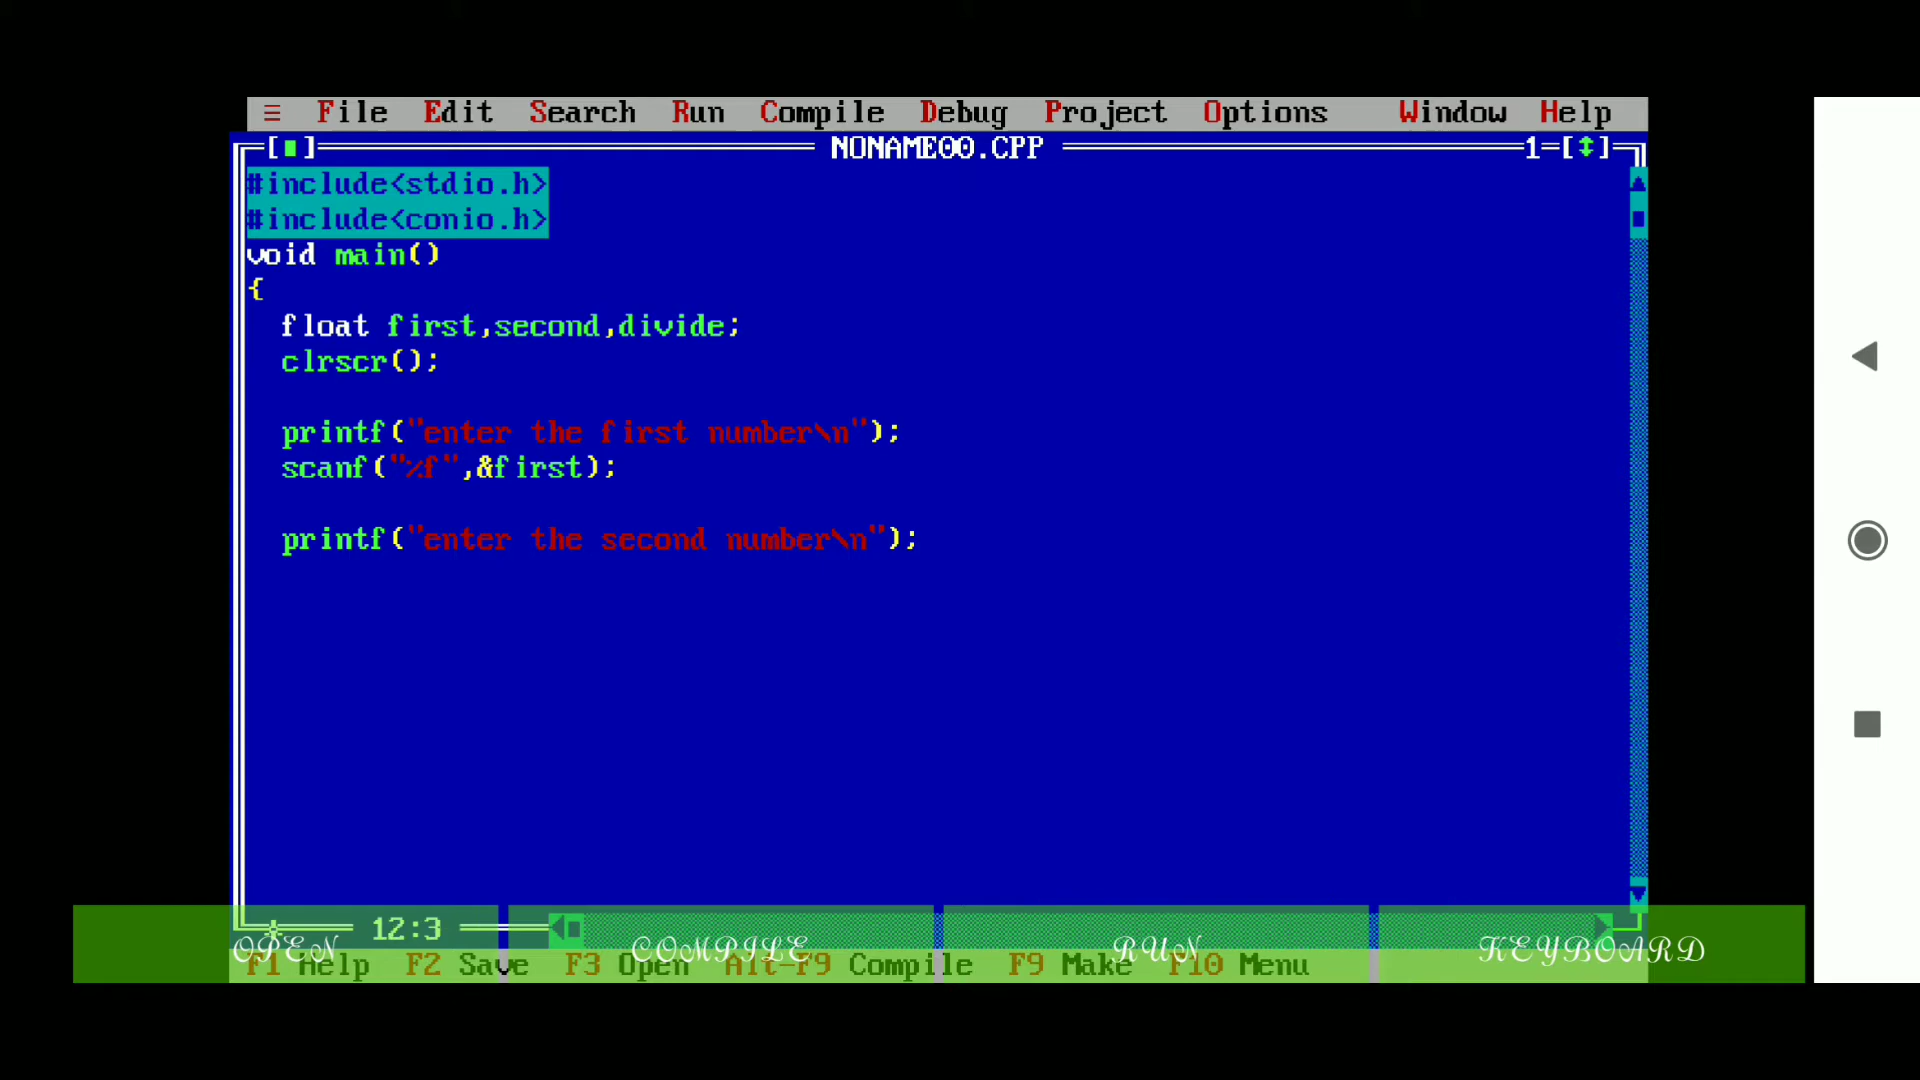 ≡ File Edit Search Run Compile Debug Project Options Window Help
[■] NONAME00.CPP 1=[↕]
#include<stdio.h>
#include<conio.h>
void main()
{
float first,second,divide;
clrscr();
printf("enter the first number\n");
scanf("%f",&first);
printf("enter the second number\n");
12:3
OPEN COMPILE RUN KEYBOARD
F1 Help F2 Save F3 Open Alt-F9 Compile F9 Make F10 Menu